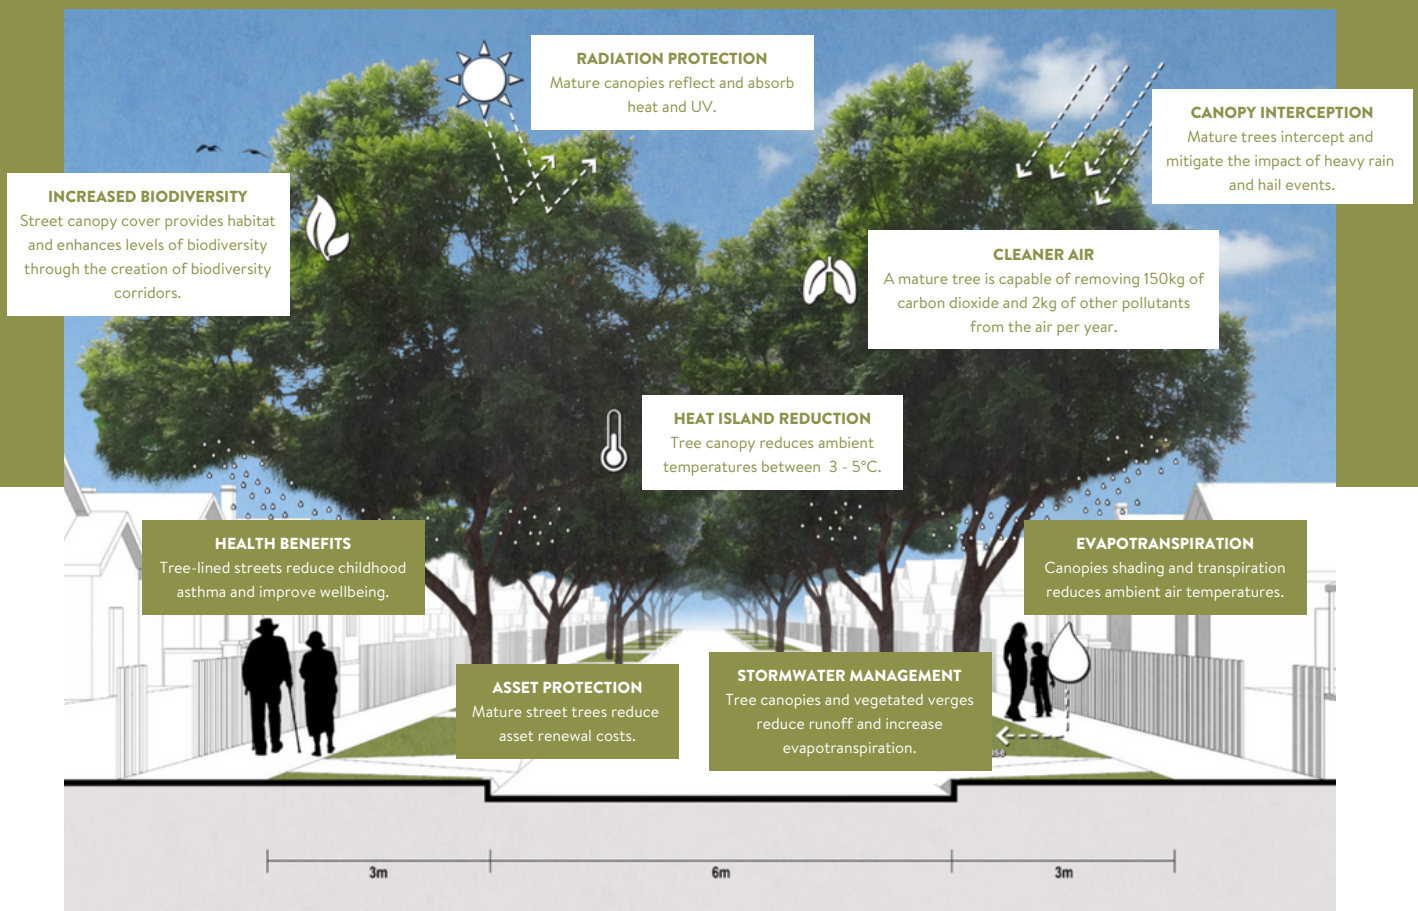 RADIATION PROTECTION
Mature canopies reflect and absorb
heat and UV.
CANOPY INTERCEPTION
Mature trees intercept and
mitigate the impact of heavy rain
and hail events.
INCREASED BIODIVERSITY
Street canopy cover provides habitat
and enhances levels of biodiversity
through the creation of biodiversity
corridors.
CLEANER AIR
A mature tree is capable of removing 150kg of
carbon dioxide and 2kg of other pollutants
from the air per year.
HEAT ISLAND REDUCTION
Tree canopy reduces ambient
temperatures between  3 - 5°C.
HEALTH BENEFITS
Tree-lined streets reduce childhood
asthma and improve wellbeing.
EVAPOTRANSPIRATION
Canopies shading and transpiration
reduces ambient air temperatures.
ASSET PROTECTION
Mature street trees reduce
asset renewal costs.
STORMWATER MANAGEMENT
Tree canopies and vegetated verges
reduce runoff and increase
evapotranspiration.
3m 6m 3m